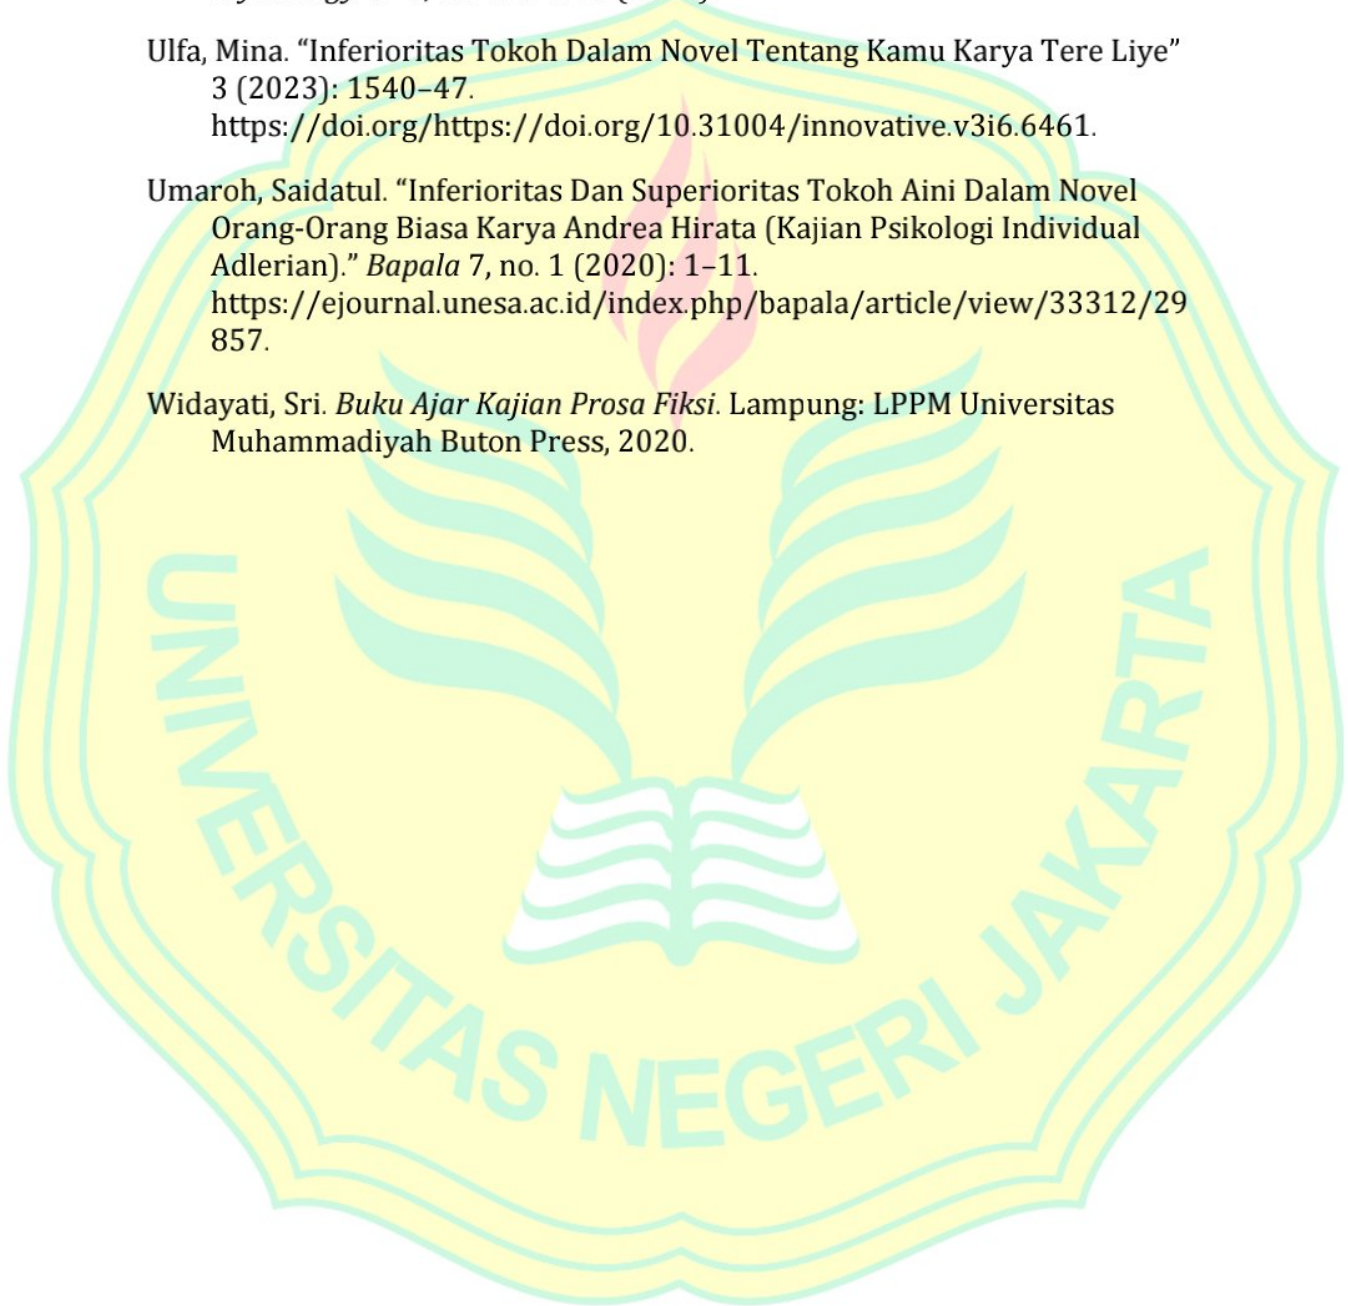 Ulfa, Mina. “Inferioritas Tokoh Dalam Novel Tentang Kamu Karya Tere Liye”
3 (2023): 1540–47.
https://doi.org/https://doi.org/10.31004/innovative.v3i6.6461.
Umaroh, Saidatul. “Inferioritas Dan Superioritas Tokoh Aini Dalam Novel
Orang-Orang Biasa Karya Andrea Hirata (Kajian Psikologi Individual
Adlerian).” Bapala 7, no. 1 (2020): 1–11.
https://ejournal.unesa.ac.id/index.php/bapala/article/view/33312/29
857.
Widayati, Sri. Buku Ajar Kajian Prosa Fiksi. Lampung: LPPM Universitas
Muhammadiyah Buton Press, 2020.
UNIVERSITAS NEGERI JAKARTA